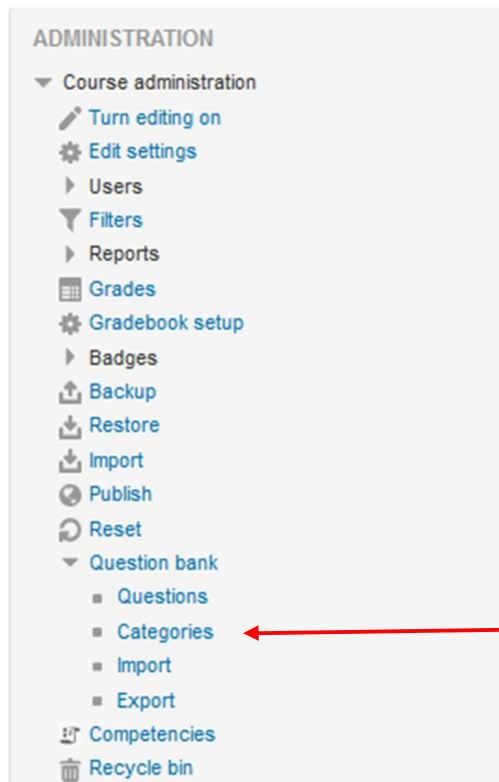 ADMINISTRATION
Course administration
Turn editing on
Edit settings
Users
Filters
Reports
Grades
Gradebook setup
Badges
Backup
Restore
Import
Publish
Reset
Question bank
Questions
Categories
Import
Export
Competencies
Recycle bin